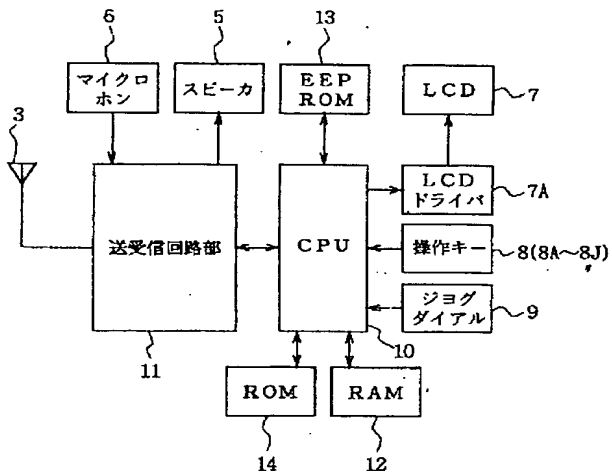 6
5
13
マイクロ
ホン
スピーカ
EEP
ROM
LCD
7
3
LCD
ドライバ
7A
送受信回路部
CPU
操作キー
8(8A～8J)
ジョグ
ダイアル
9
11
10
ROM
RAM
14
12